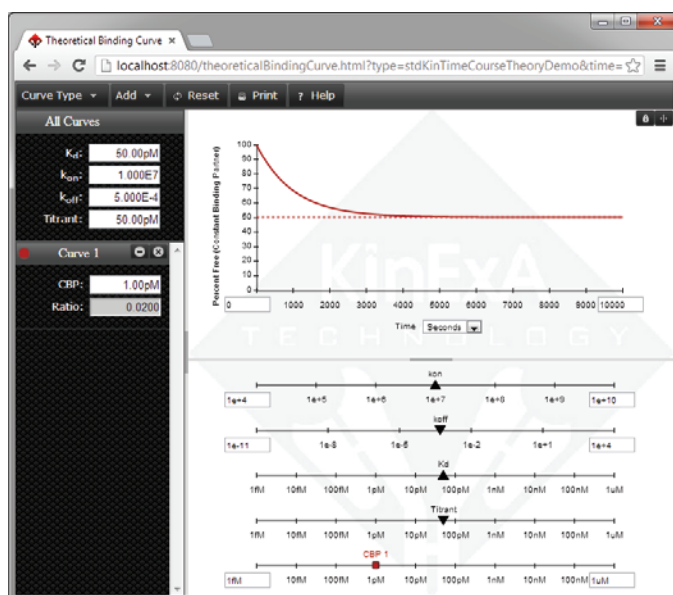 Theoretical Binding Curve
localhost:8080/theoreticalBindingCurve.html?type=stdKinTimeCourseTheoryDemo&time=
Curve Type Add Reset Print ? Help
All Curves
Kd: 50.00pM
kon: 1.000E7
koff: 5.000E-4
Titrant: 50.00pM
Curve 1
CBP: 1.00pM
Ratio: 0.0200
Percent Free (Constant Binding Partner)
100
90
80
70
60
50
40
30
20
10
0
0 1000 2000 3000 4000 5000 6000 7000 8000 9000 10000
Time Seconds
KinExA
TECHNOLOGY
kon
1e+4 1e+5 1e+6 1e+7 1e+8 1e+9 1e+10
koff
1e-11 1e-8 1e-5 1e-2 1e+1 1e+4
Kd
1fM 10fM 100fM 1pM 10pM 100pM 1nM 10nM 100nM 1uM
Titrant
1fM 10fM 100fM 1pM 10pM 100pM 1nM 10nM 100nM 1uM
CBP 1
1fM 10fM 100fM 1pM 10pM 100pM 1nM 10nM 100nM 1uM